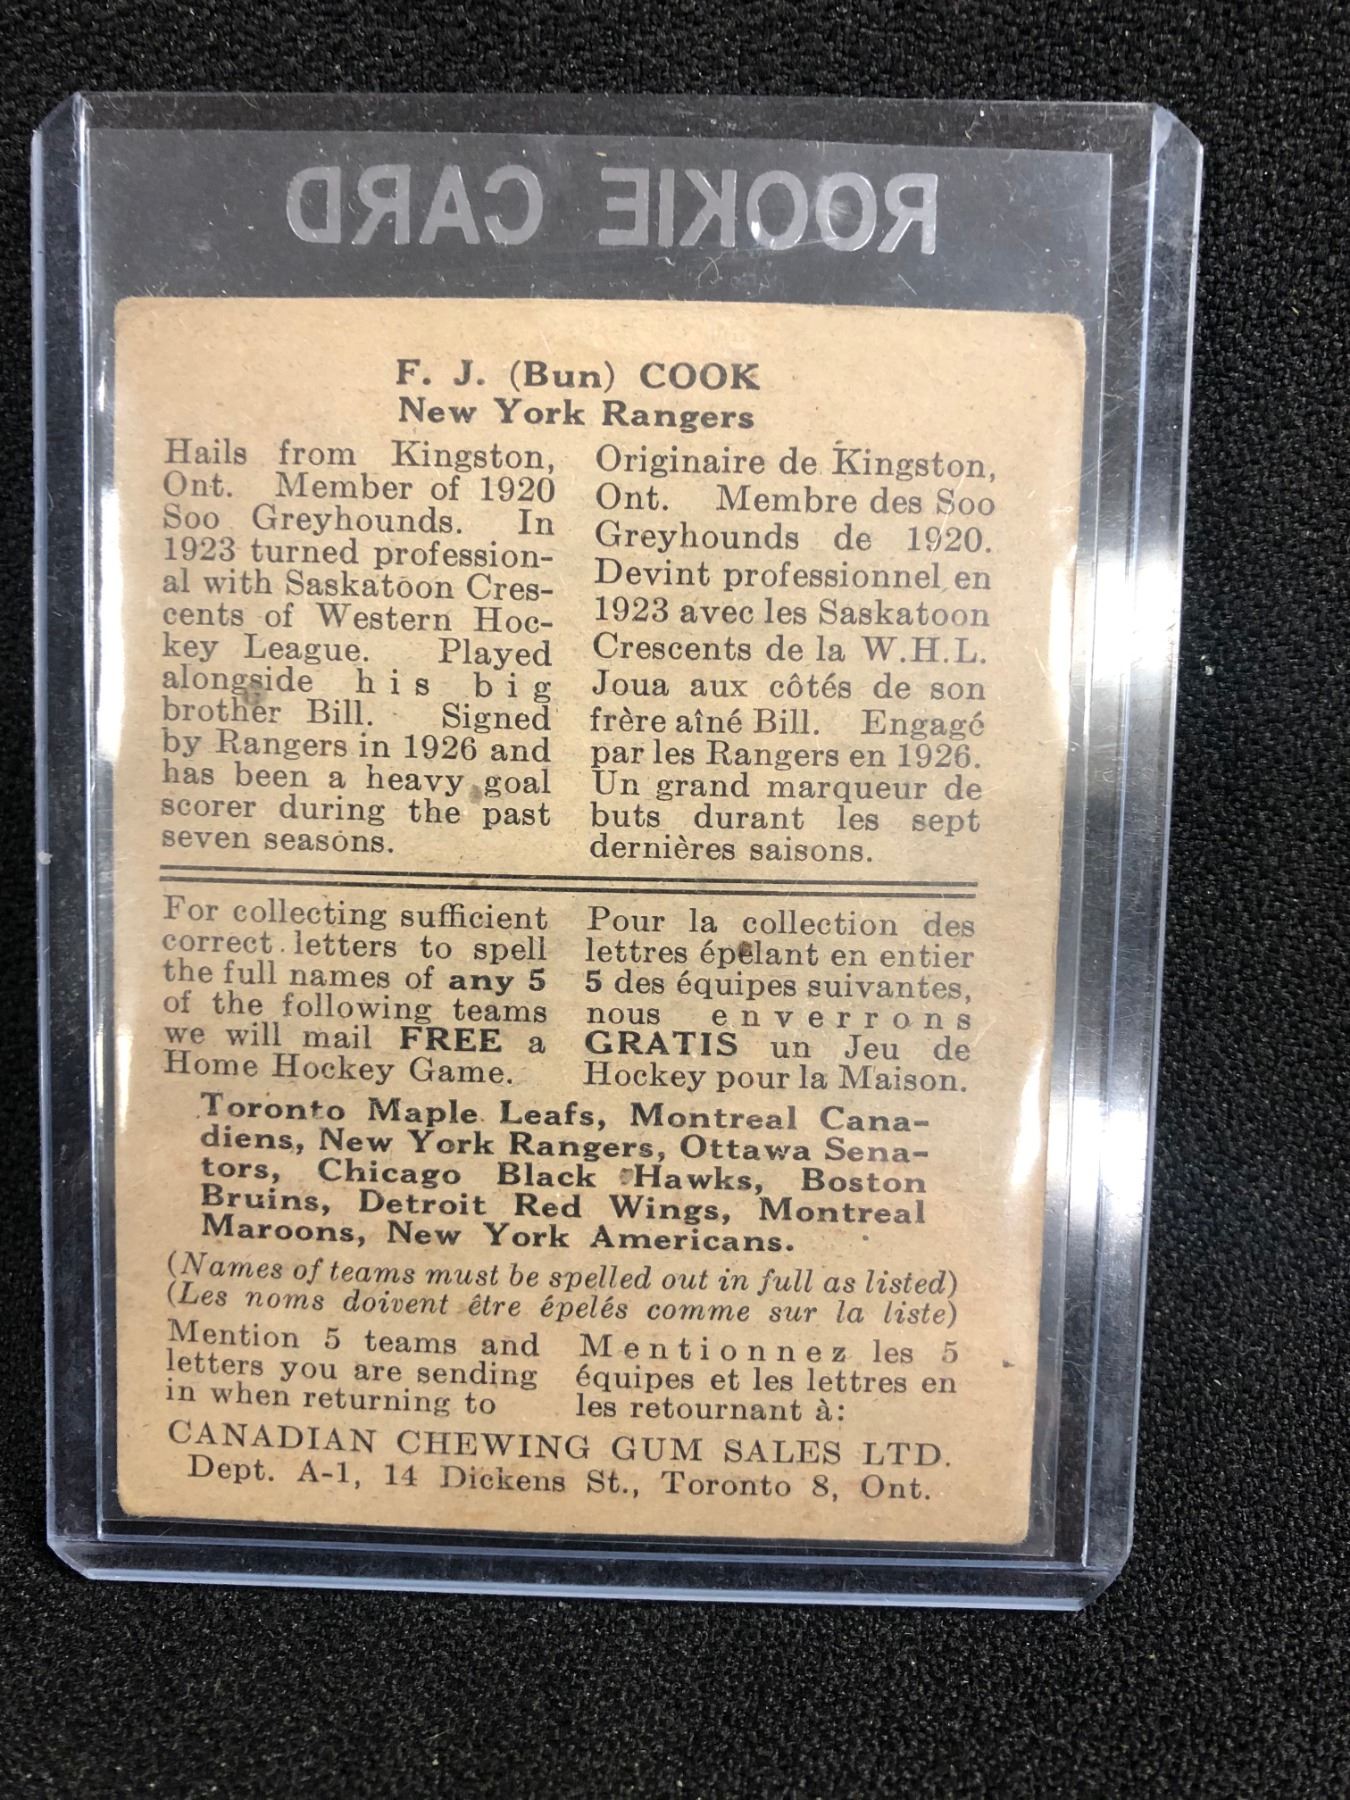 ROOKIE CARD
F. J. (Bun) COOK
New York Rangers
Hails from Kingston,
Ont. Member of 1920
Soo Greyhounds. In
1923 turned profession-
al with Saskatoon Cres-
cents of Western Hoc-
key League. Played
alongside his big
brother Bill. Signed
by Rangers in 1926 and
has been a heavy goal
scorer during the past
seven seasons.
Originaire de Kingston,
Ont. Membre des Soo
Greyhounds de 1920.
Devint professionnel en
1923 avec les Saskatoon
Crescents de la W.H.L.
Joua aux côtés de son
frère aîné Bill. Engagé
par les Rangers en 1926.
Un grand marqueur de
buts durant les sept
dernières saisons.
For collecting sufficient
correct letters to spell
the full names of any 5
of the following teams
we will mail FREE a
Home Hockey Game.
Pour la collection des
lettres épelant en entier
5 des équipes suivantes,
nous enverrons
GRATIS un Jeu de
Hockey pour la Maison.
Toronto Maple Leafs, Montreal Cana-
diens, New York Rangers, Ottawa Sena-
tors, Chicago Black Hawks, Boston
Bruins, Detroit Red Wings, Montreal
Maroons, New York Americans.
(Names of teams must be spelled out in full as listed)
(Les noms doivent être épelés comme sur la liste)
Mention 5 teams and
letters you are sending
in when returning to
Mentionnez les 5
équipes et les lettres en
les retournant à:
CANADIAN CHEWING GUM SALES LTD.
Dept. A-1, 14 Dickens St., Toronto 8, Ont.